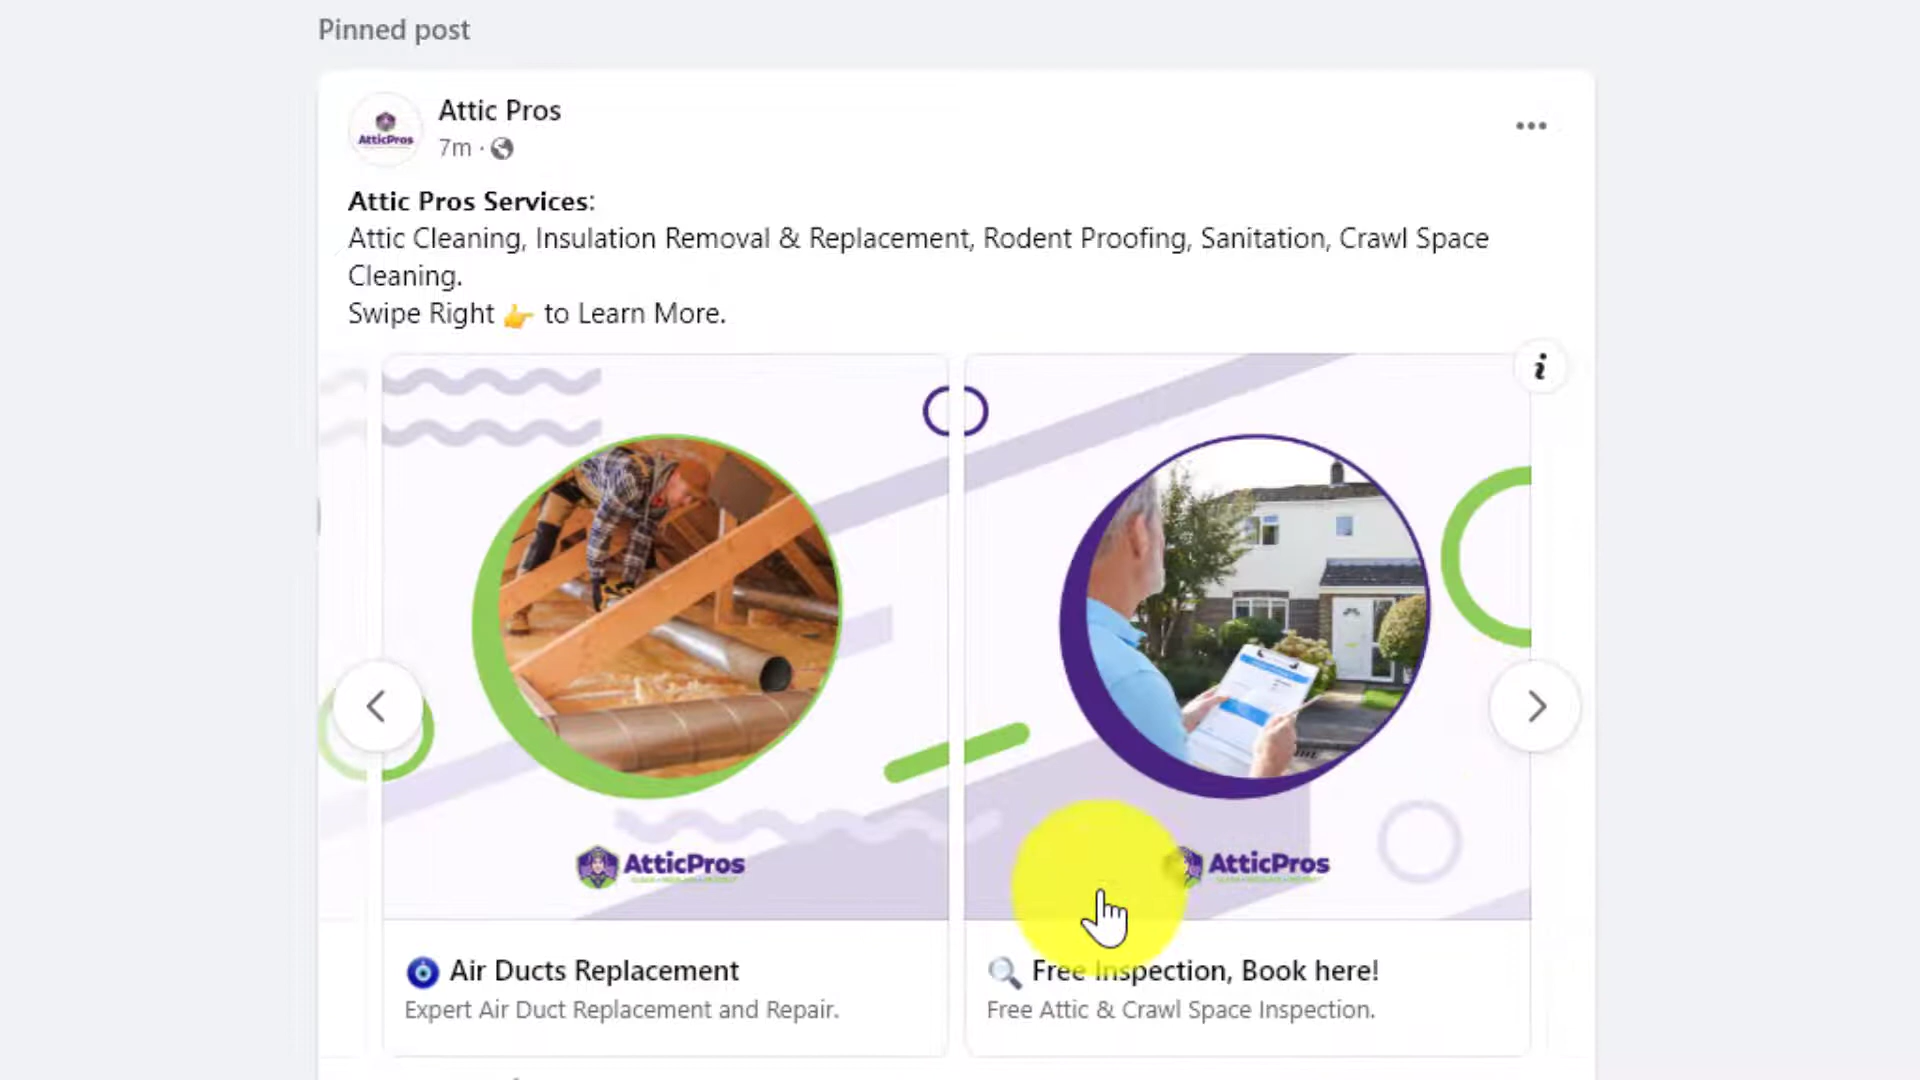 Pinned post
Attic Pros
7m ·
AtticPros
Attic Pros Services:
Attic Cleaning, Insulation Removal & Replacement, Rodent Proofing, Sanitation, Crawl Space
Cleaning.
Swipe Right 👉 to Learn More.
AtticPros
AtticPros
Air Ducts Replacement
Expert Air Duct Replacement and Repair.
Free Inspection, Book here!
Free Attic & Crawl Space Inspection.